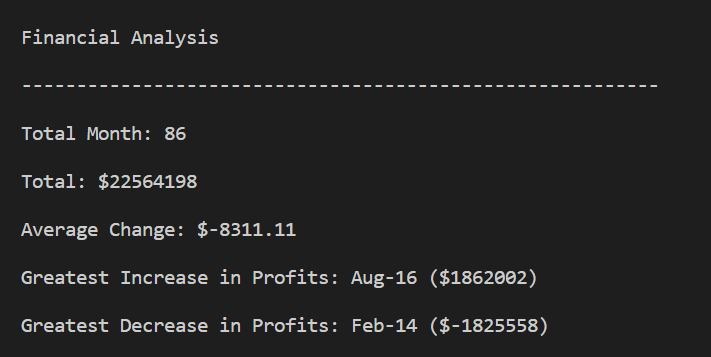 Financial Analysis
----------------------------------------------------------
Total Month: 86
Total: $22564198
Average Change: $-8311.11
Greatest Increase in Profits: Aug-16 ($1862002)
Greatest Decrease in Profits: Feb-14 ($-1825558)